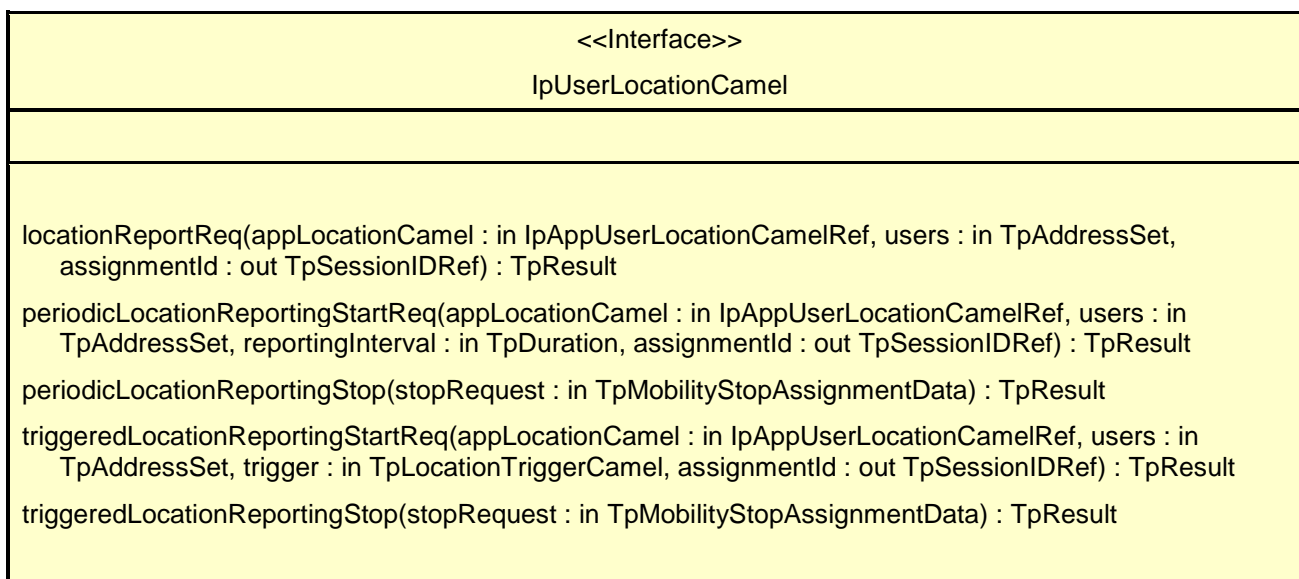 <<Interface>>
IpUserLocationCamel
locationReportReq(appLocationCamel : in IpAppUserLocationCamelRef, users : in TpAddressSet,
assignmentId : out TpSessionIDRef) : TpResult
periodicLocationReportingStartReq(appLocationCamel : in IpAppUserLocationCamelRef, users : in
TpAddressSet, reportingInterval : in TpDuration, assignmentId : out TpSessionIDRef) : TpResult
periodicLocationReportingStop(stopRequest : in TpMobilityStopAssignmentData) : TpResult
triggeredLocationReportingStartReq(appLocationCamel : in IpAppUserLocationCamelRef, users : in
TpAddressSet, trigger : in TpLocationTriggerCamel, assignmentId : out TpSessionIDRef) : TpResult
triggeredLocationReportingStop(stopRequest : in TpMobilityStopAssignmentData) : TpResult